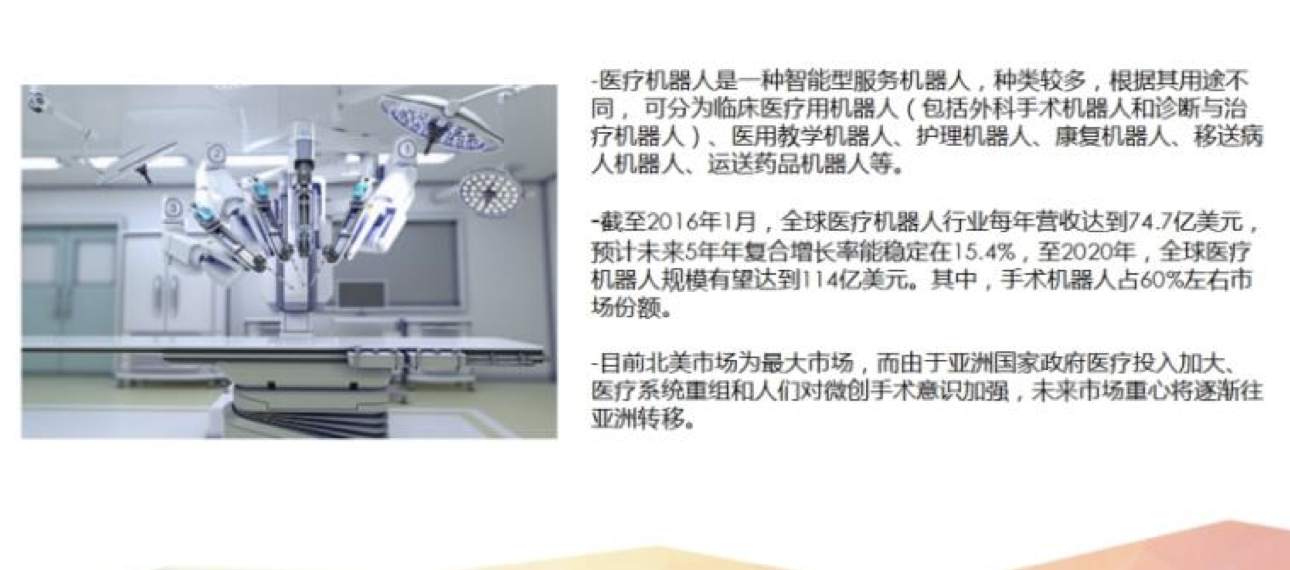 ②
①
③
-医疗机器人是一种智能型服务机器人，种类较多，根据其用途不
同，可分为临床医疗用机器人（包括外科手术机器人和诊断与治
疗机器人）、医用教学机器人、护理机器人、康复机器人、移送病
人机器人、运送药品机器人等。
-截至2016年1月，全球医疗机器人行业每年营收达到74.7亿美元，
预计未来5年年复合增长率能稳定在15.4%，至2020年，全球医疗
机器人规模有望达到114亿美元。其中，手术机器人占60%左右市
场份额。
-目前北美市场为最大市场，而由于亚洲国家政府医疗投入加大、
医疗系统重组和人们对微创手术意识加强，未来市场重心将逐渐往
亚洲转移。